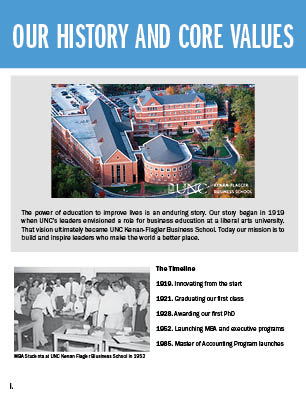 OUR HISTORY AND CORE VALUES
UNC
KENAN-FLAGLER
BUSINESS SCHOOL
The power of education to improve lives is an enduring story. Our story began in 1919
when UNC's leaders envisioned a role for business education at a liberal arts university.
That vision ultimately became UNC Kenan-Flagler Business School. Today our mission is to
build and inspire leaders who make the world a better place.
The Timeline
1919. Innovating from the start
1921. Graduating our first class
1928. Awarding our first PhD
1952. Launching MBA and executive programs
1985. Master of Accounting Program launches
MBA Students at UNC Kenan Flagler Business School in 1952
i.